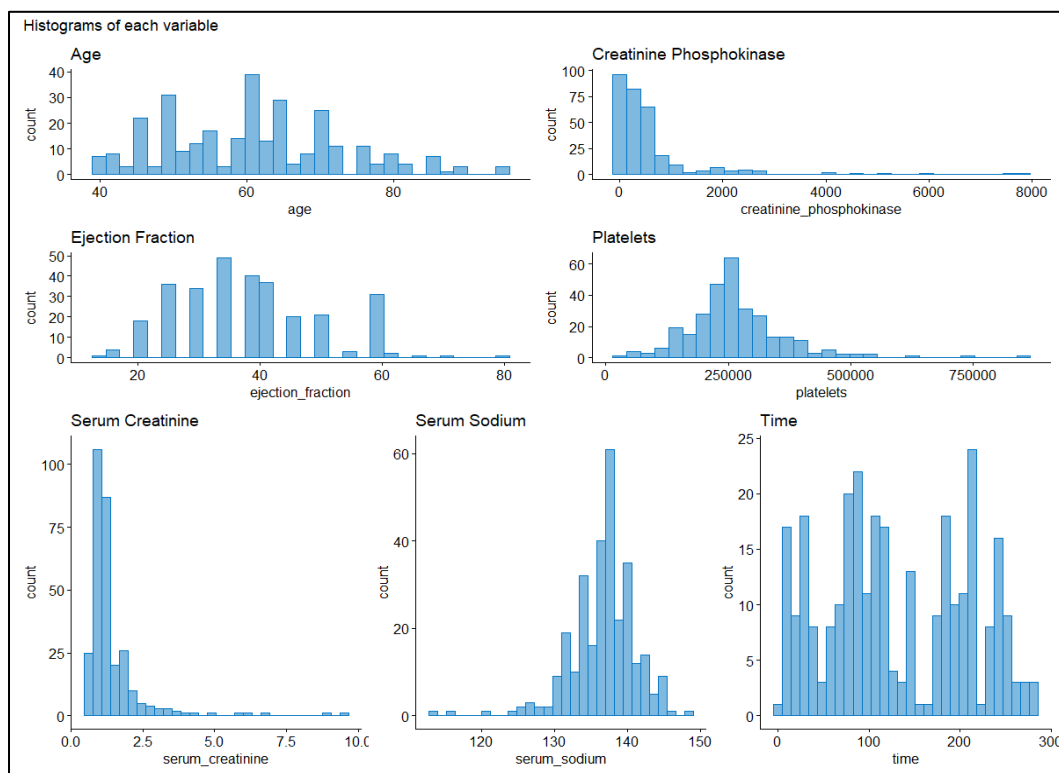 Histograms of each variable
Age
40
30
20
10
0
count
40 60 80
age
Creatinine Phosphokinase
100
75
50
25
0
count
0 2000 4000 6000 8000
creatinine_phosphokinase
Ejection Fraction
50
40
30
20
10
0
count
20 40 60 80
ejection_fraction
Platelets
60
40
20
0
count
0 250000 500000 750000
platelets
Serum Creatinine
100
75
50
25
0
count
0.0 2.5 5.0 7.5 10.0
serum_creatinine
Serum Sodium
60
40
20
0
count
120 130 140 150
serum_sodium
Time
25
20
15
10
5
0
count
0 100 200 300
time